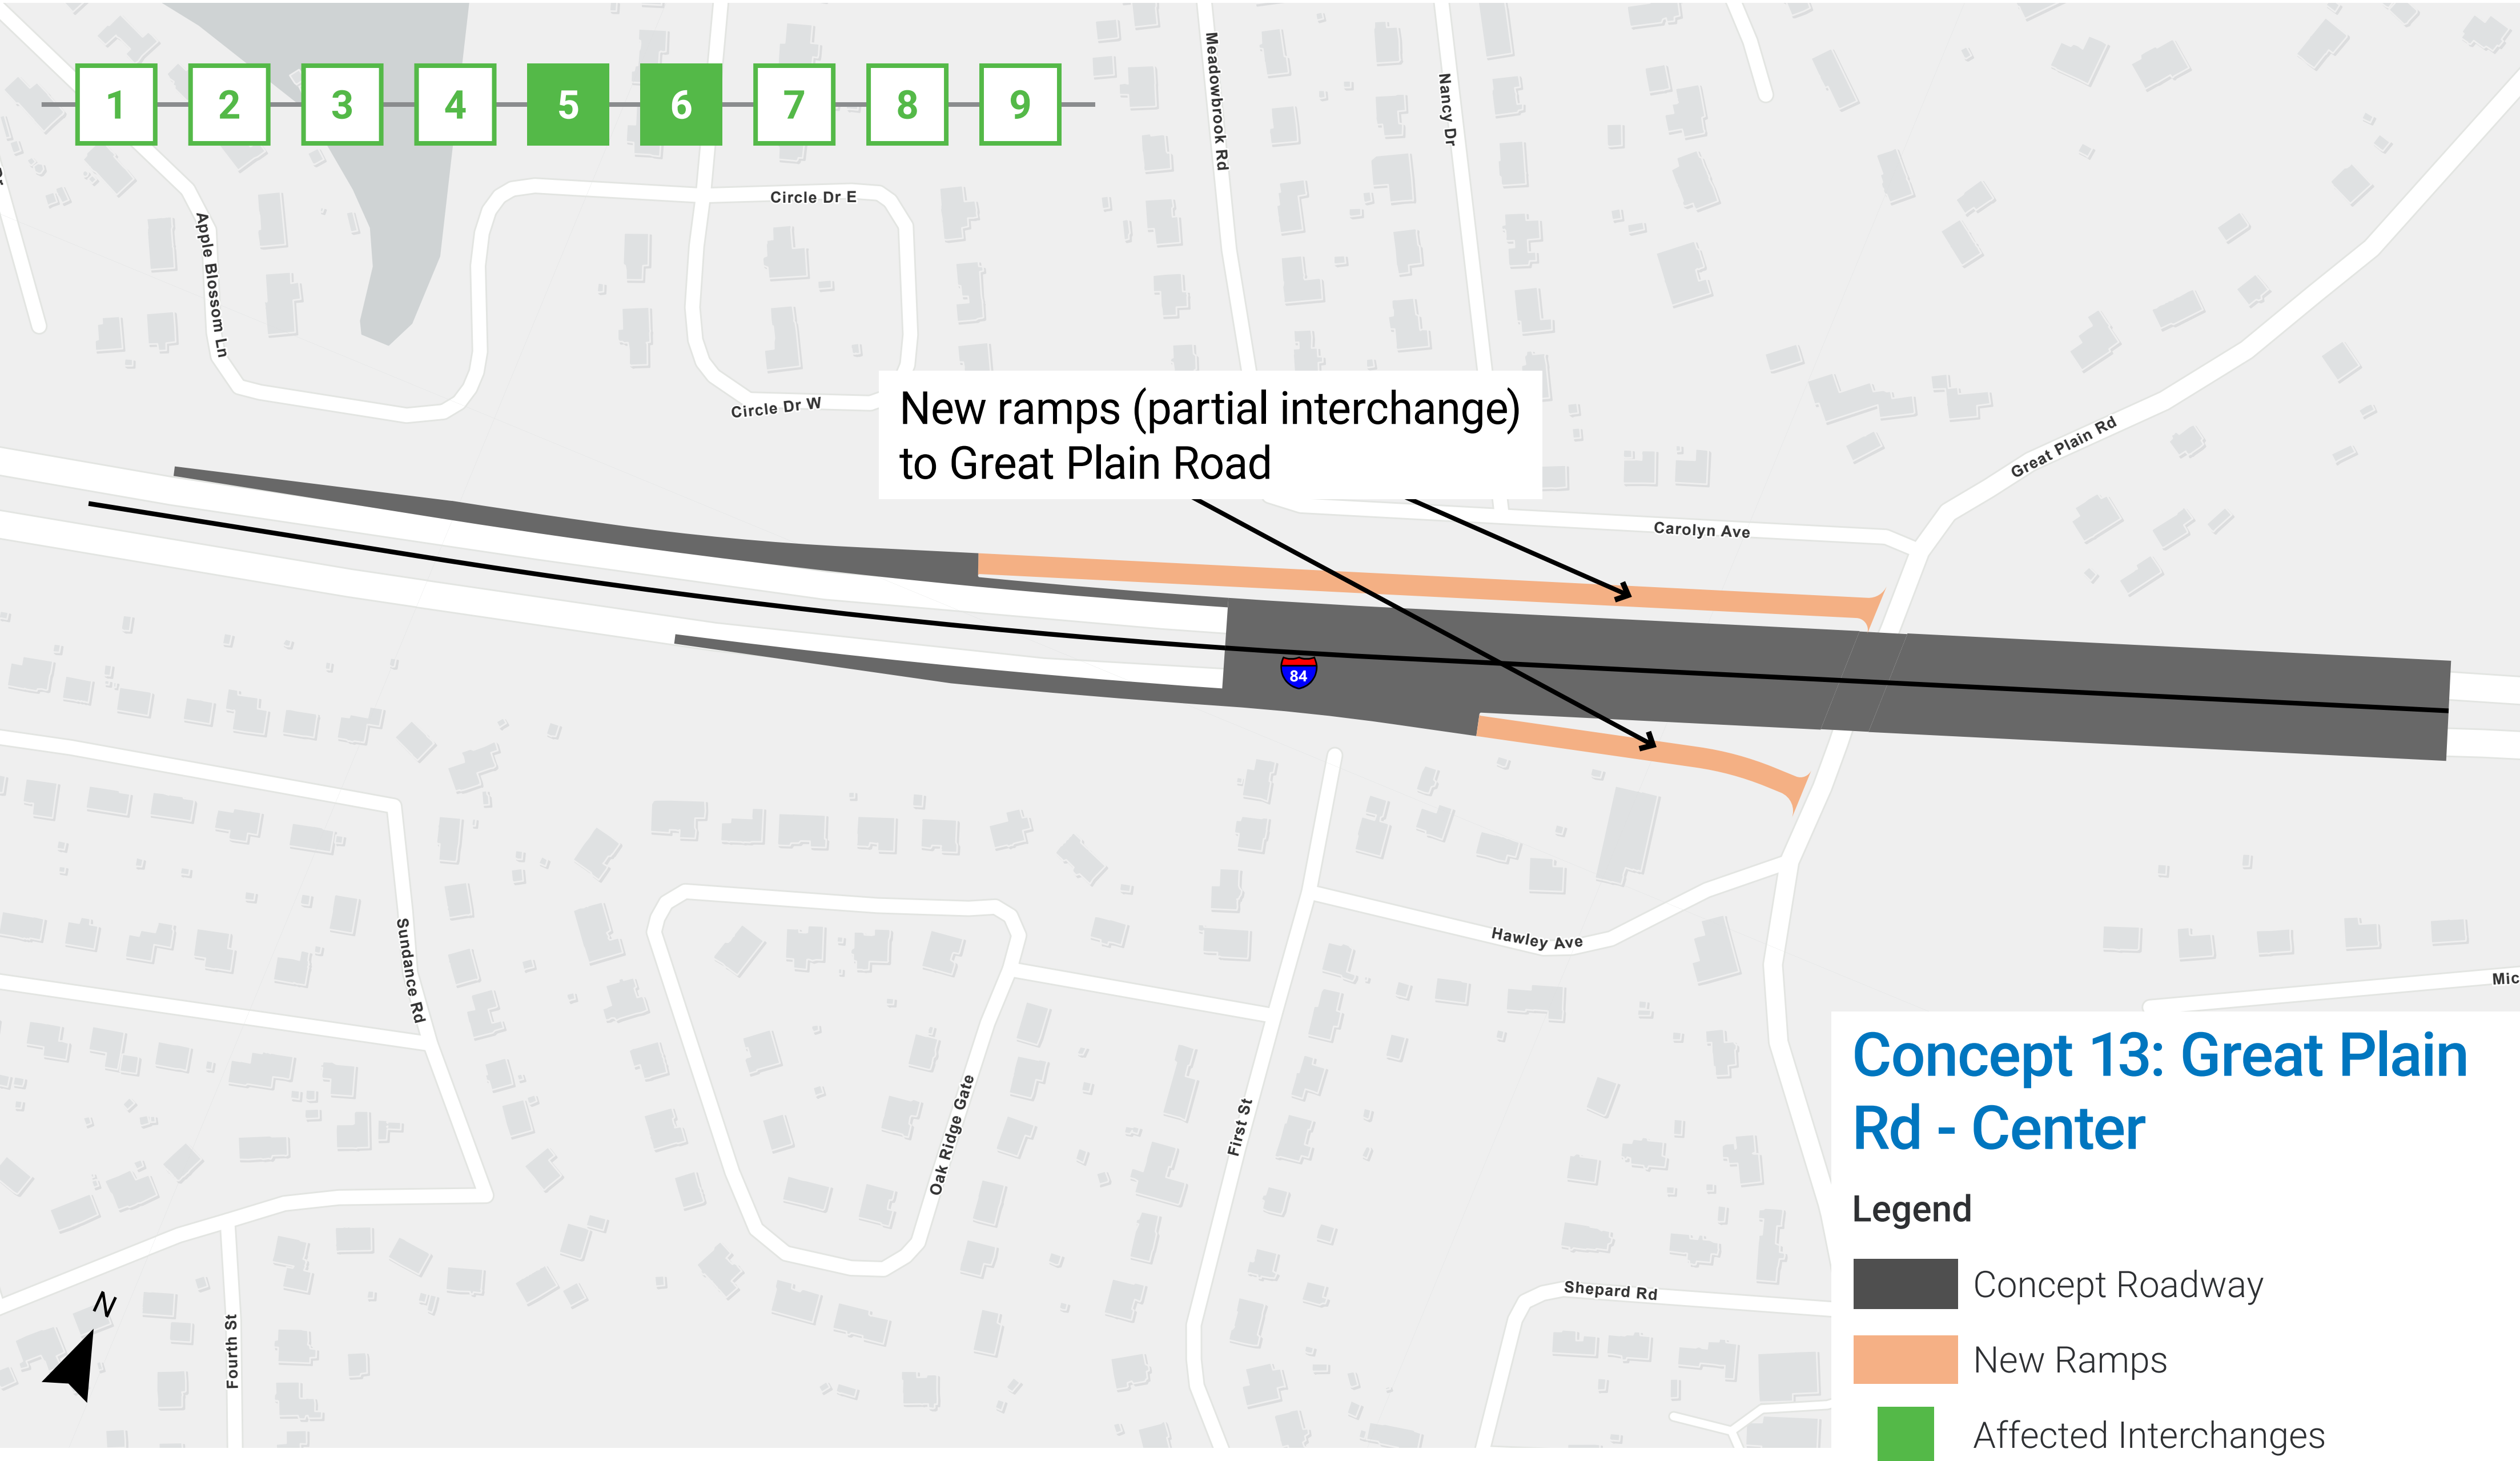 1 2 3 4 5 6 7 8 9
Meadowbrook Rd
Nancy Dr
Circle Dr E
Apple Blossom Ln
Circle Dr W
New ramps (partial interchange)
to Great Plain Road
Great Plain Rd
Carolyn Ave
84
Sundance Rd
Hawley Ave
Mic
Oak Ridge Gate
First St
Shepard Rd
Fourth St
N
Concept 13: Great Plain
Rd - Center
Legend
Concept Roadway
New Ramps
Affected Interchanges